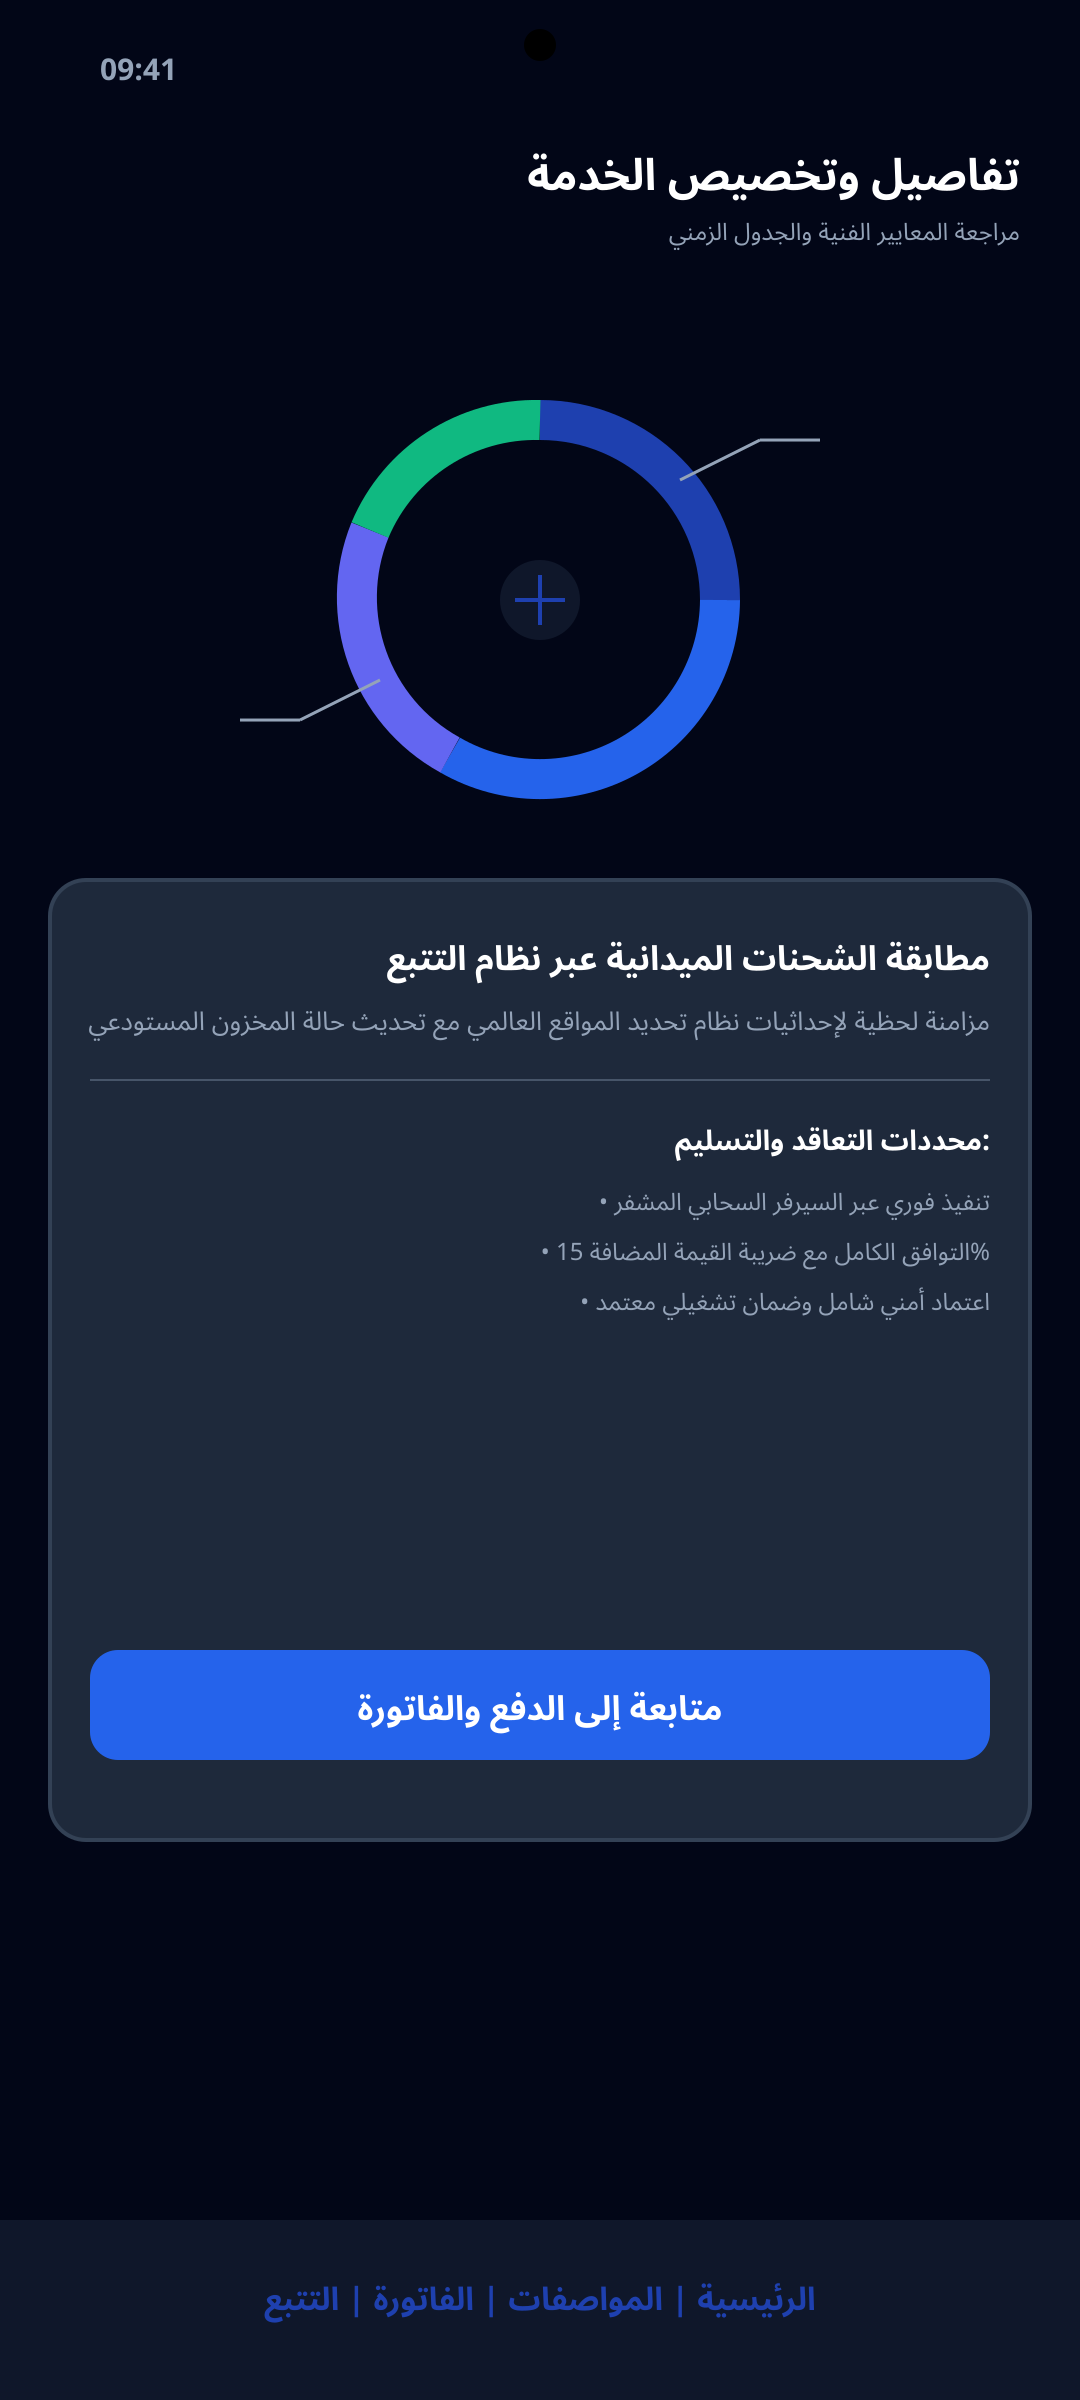 09:41
تفاصيل وتخصيص الخدمة
مراجعة المعايير الفنية والجدول الزمني
مطابقة الشحنات الميدانية عبر نظام التتبع
مزامنة لحظية لإحداثيات نظام تحديد المواقع العالمي مع تحديث حالة المخزون المستودعي
:محددات التعاقد والتسليم
تنفيذ فوري عبر السيرفر السحابي المشفر •
%التوافق الكامل مع ضريبة القيمة المضافة 15 •
اعتماد أمني شامل وضمان تشغيلي معتمد •
متابعة إلى الدفع والفاتورة
الرئيسية | المواصفات | الفاتورة | التتبع